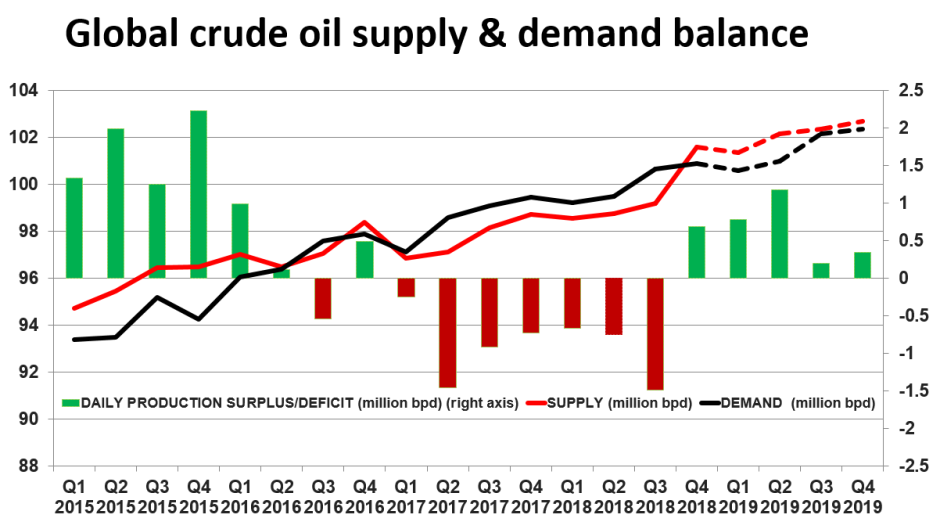 Global crude oil supply & demand balance
104 2.5
102 2
1.5
100 1
98 0.5
96 0
-0.5
94 -1
92 -1.5
DAILY PRODUCTION SURPLUS/DEFICIT (million bpd) (right axis) SUPPLY (million bpd) DEMAND (million bpd)
90 -2
88 -2.5
Q1 Q2 Q3 Q4 Q1 Q2 Q3 Q4 Q1 Q2 Q3 Q4 Q1 Q2 Q3 Q4 Q1 Q2 Q3 Q4
2015 2015 2015 2015 2016 2016 2016 2016 2017 2017 2017 2017 2018 2018 2018 2018 2019 2019 2019 2019